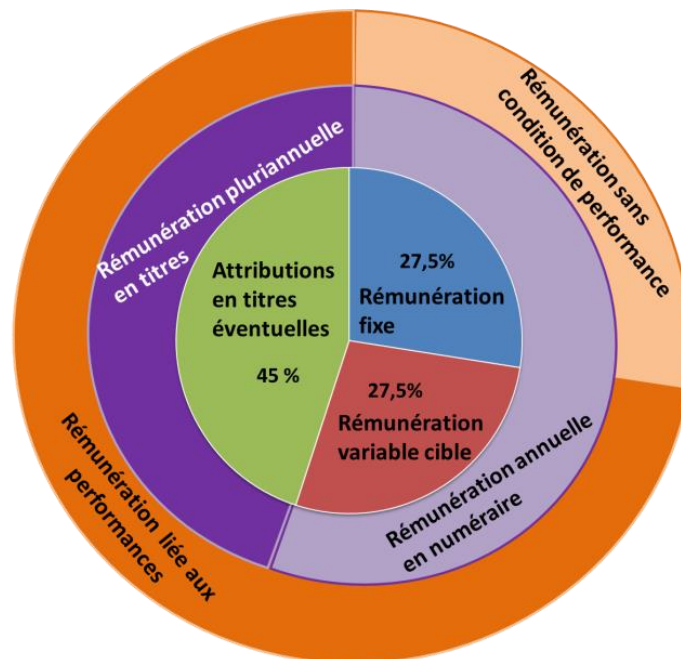 Rémunération sans
condition de performance
Rémunération pluriannuelle
en titres
Attributions
en titres
éventuelles
45 %
27,5%
Rémunération
fixe
27,5%
Rémunération
variable cible
Rémunération annuelle
en numéraire
Rémunération liée aux
performances